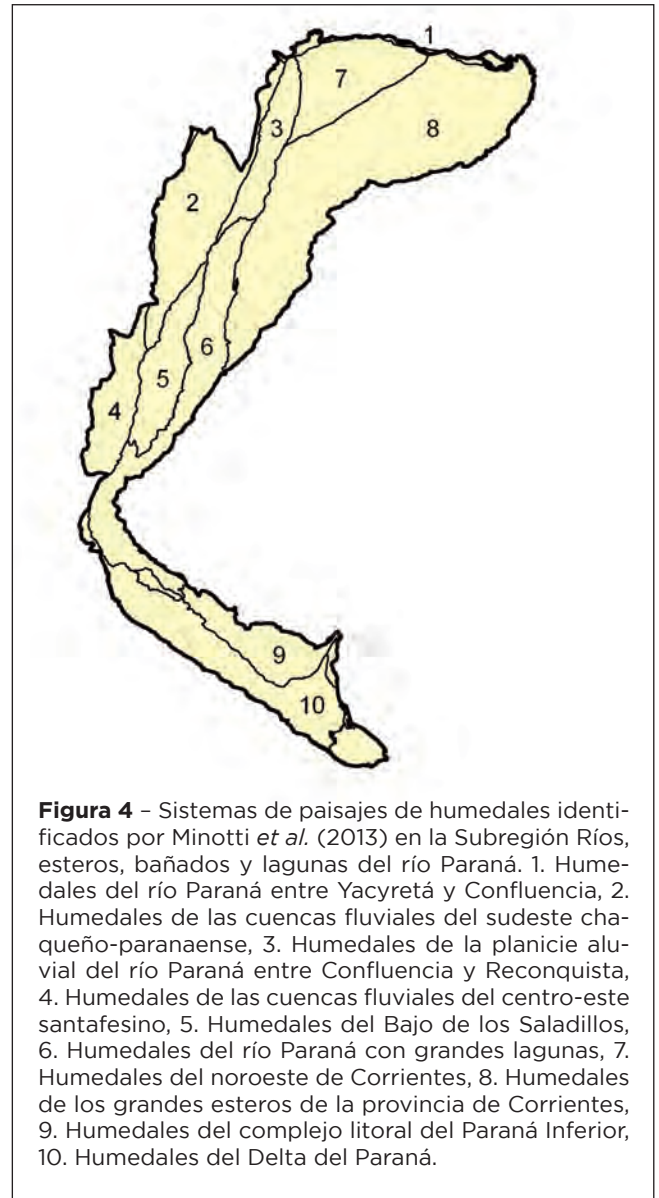 1
7
3
8
2
6
5
4
9
10
Figura 4 – Sistemas de paisajes de humedales identi-
ficados por Minotti et al. (2013) en la Subregión Ríos,
esteros, bañados y lagunas del río Paraná. 1. Hume-
dales del río Paraná entre Yacyretá y Confluencia, 2.
Humedales de las cuencas fluviales del sudeste cha-
queño-paranaense, 3. Humedales de la planicie alu-
vial del río Paraná entre Confluencia y Reconquista,
4. Humedales de las cuencas fluviales del centro-este
santafesino, 5. Humedales del Bajo de los Saladillos,
6. Humedales del río Paraná con grandes lagunas, 7.
Humedales del noroeste de Corrientes, 8. Humedales
de los grandes esteros de la provincia de Corrientes,
9. Humedales del complejo litoral del Paraná Inferior,
10. Humedales del Delta del Paraná.